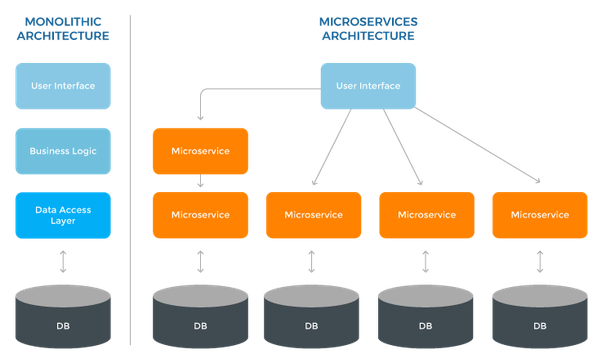 MONOLITHIC
ARCHITECTURE
User Interface
Business Logic
Data Access
Layer
DB
MICROSERVICES
ARCHITECTURE
User Interface
Microservice
Microservice
Microservice
Microservice
Microservice
DB
DB
DB
DB